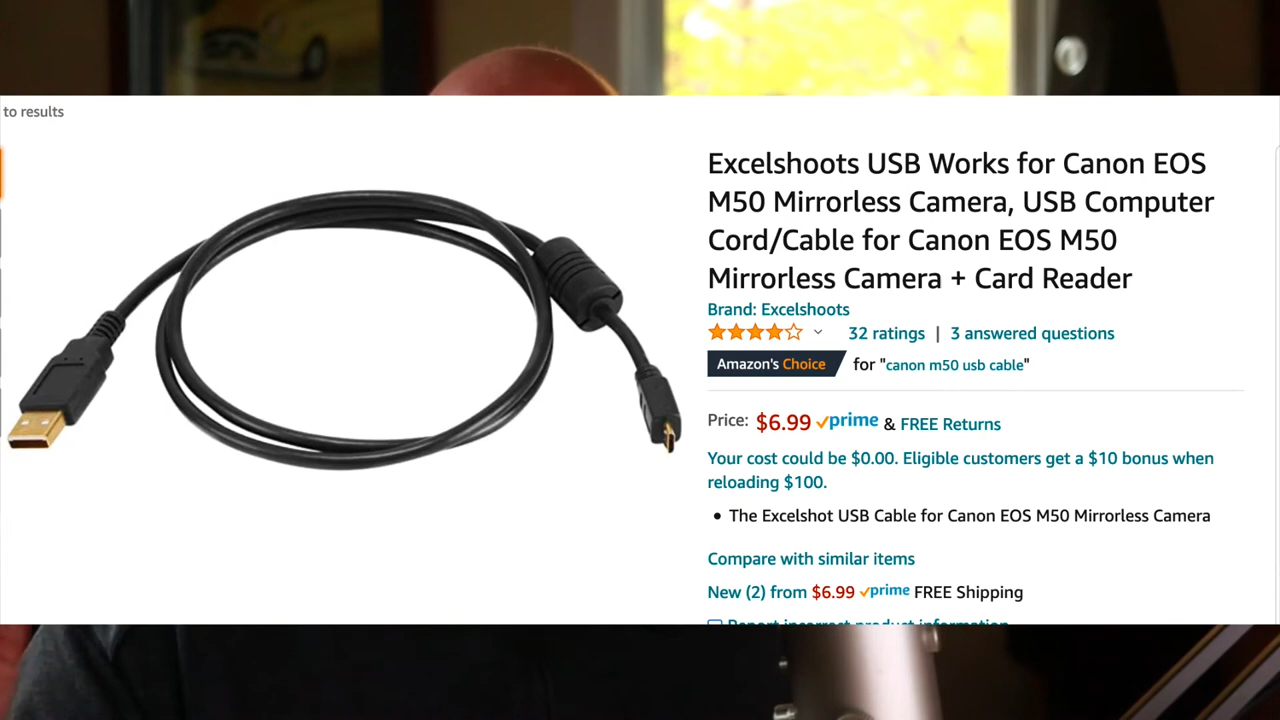 to results
Excelshoots USB Works for Canon EOS
M50 Mirrorless Camera, USB Computer
Cord/Cable for Canon EOS M50
Mirrorless Camera + Card Reader
Brand: Excelshoots
32 ratings | 3 answered questions
Amazon's Choice for "canon m50 usb cable"
Price: $6.99 prime & FREE Returns
Your cost could be $0.00. Eligible customers get a $10 bonus when
reloading $100.
• The Excelshot USB Cable for Canon EOS M50 Mirrorless Camera
Compare with similar items
New (2) from $6.99 prime FREE Shipping
Report incorrect product information